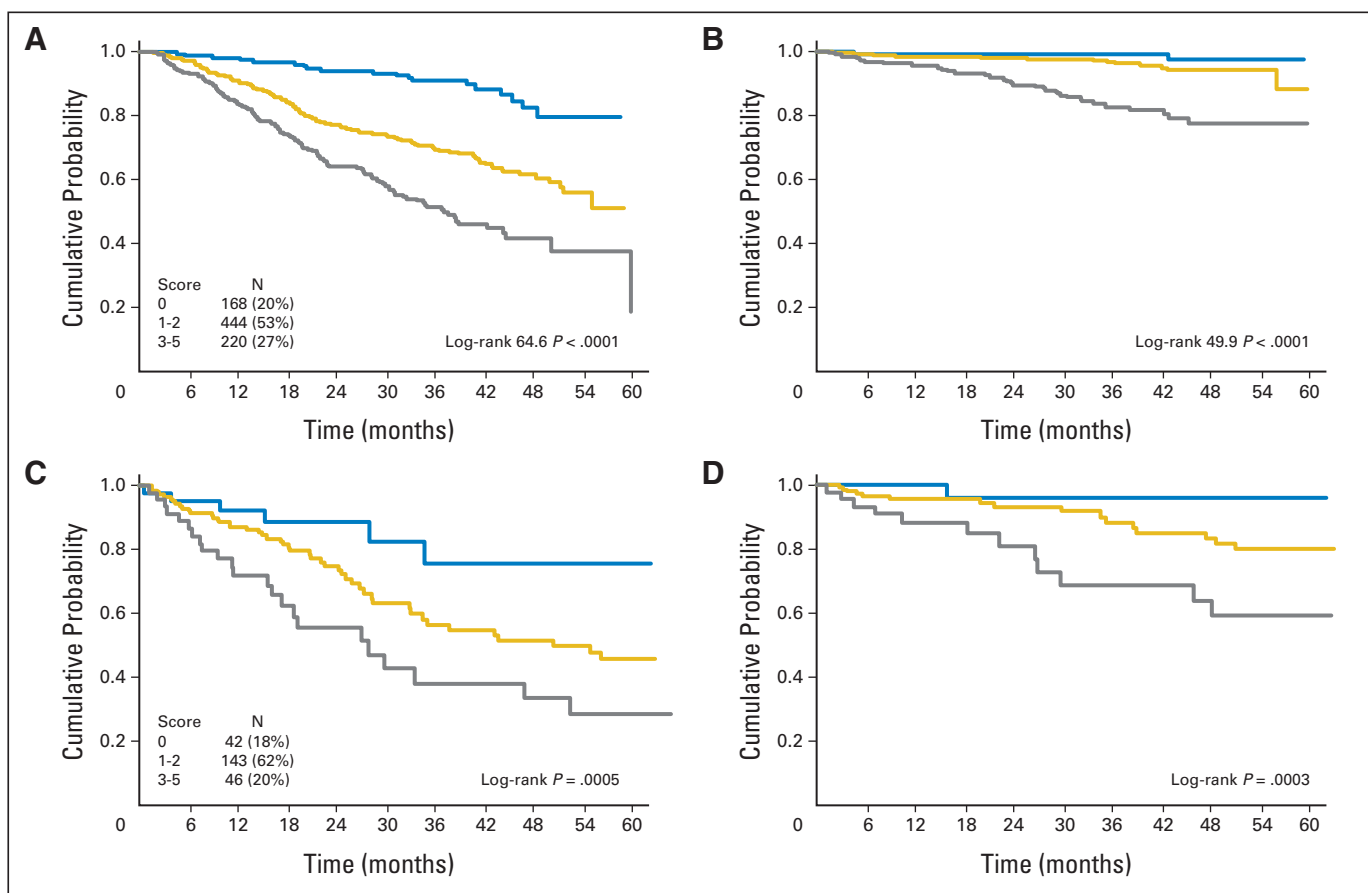 A
Cumulative Probability
1.0
0.8
0.6
0.4
0.2
Score N
0 168 (20%)
1-2 444 (53%)
3-5 220 (27%)
Log-rank 64.6 P < .0001
0 6 12 18 24 30 36 42 48 54 60
Time (months)
B
Cumulative Probability
1.0
0.8
0.6
0.4
0.2
Log-rank 49.9 P < .0001
0 6 12 18 24 30 36 42 48 54 60
Time (months)
C
Cumulative Probability
1.0
0.8
0.6
0.4
0.2
Score N
0 42 (18%)
1-2 143 (62%)
3-5 46 (20%)
Log-rank P = .0005
0 6 12 18 24 30 36 42 48 54 60
Time (months)
D
Cumulative Probability
1.0
0.8
0.6
0.4
0.2
Log-rank P = .0003
0 6 12 18 24 30 36 42 48 54 60
Time (months)